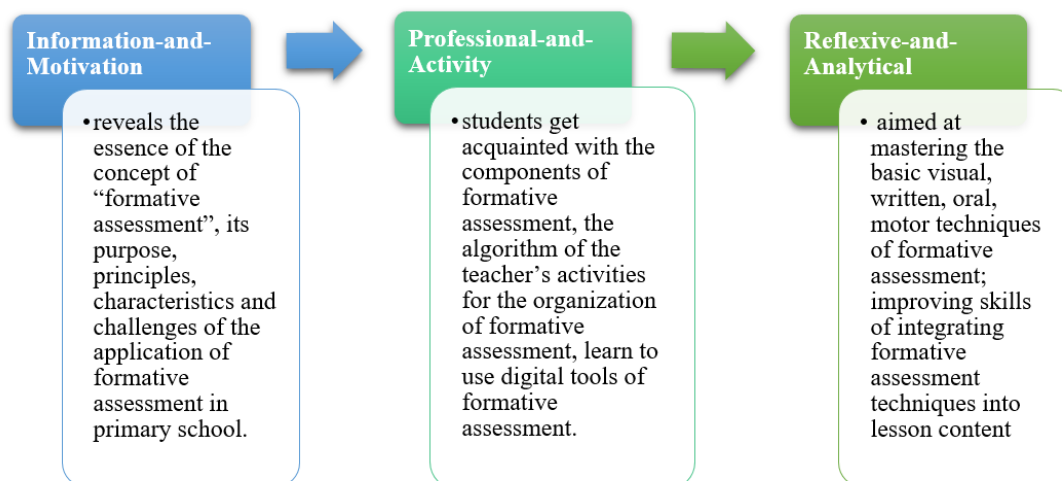 Information-and-
Motivation
•reveals the
essence of the
concept of
“formative
assessment”, its
purpose,
principles,
characteristics and
challenges of the
application of
formative
assessment in
primary school.
Professional-and-
Activity
•students get
acquainted with the
components of
formative
assessment, the
algorithm of the
teacher’s activities
for the organization
of formative
assessment, learn to
use digital tools of
formative
assessment.
Reflexive-and-
Analytical
• aimed at
mastering the
basic visual,
written, oral,
motor techniques
of formative
assessment;
improving skills
of integrating
formative
assessment
techniques into
lesson content